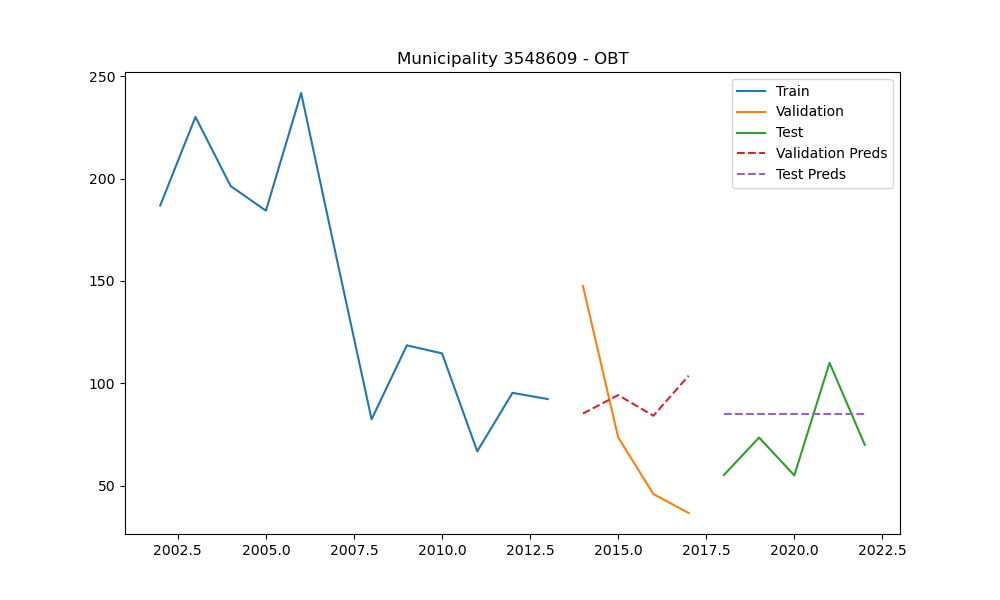 Municipality 3548609 - OBT
250
200
150
100
50
2002.5 2005.0 2007.5 2010.0 2012.5 2015.0 2017.5 2020.0 2022.5
Train
Validation
Test
Validation Preds
Test Preds